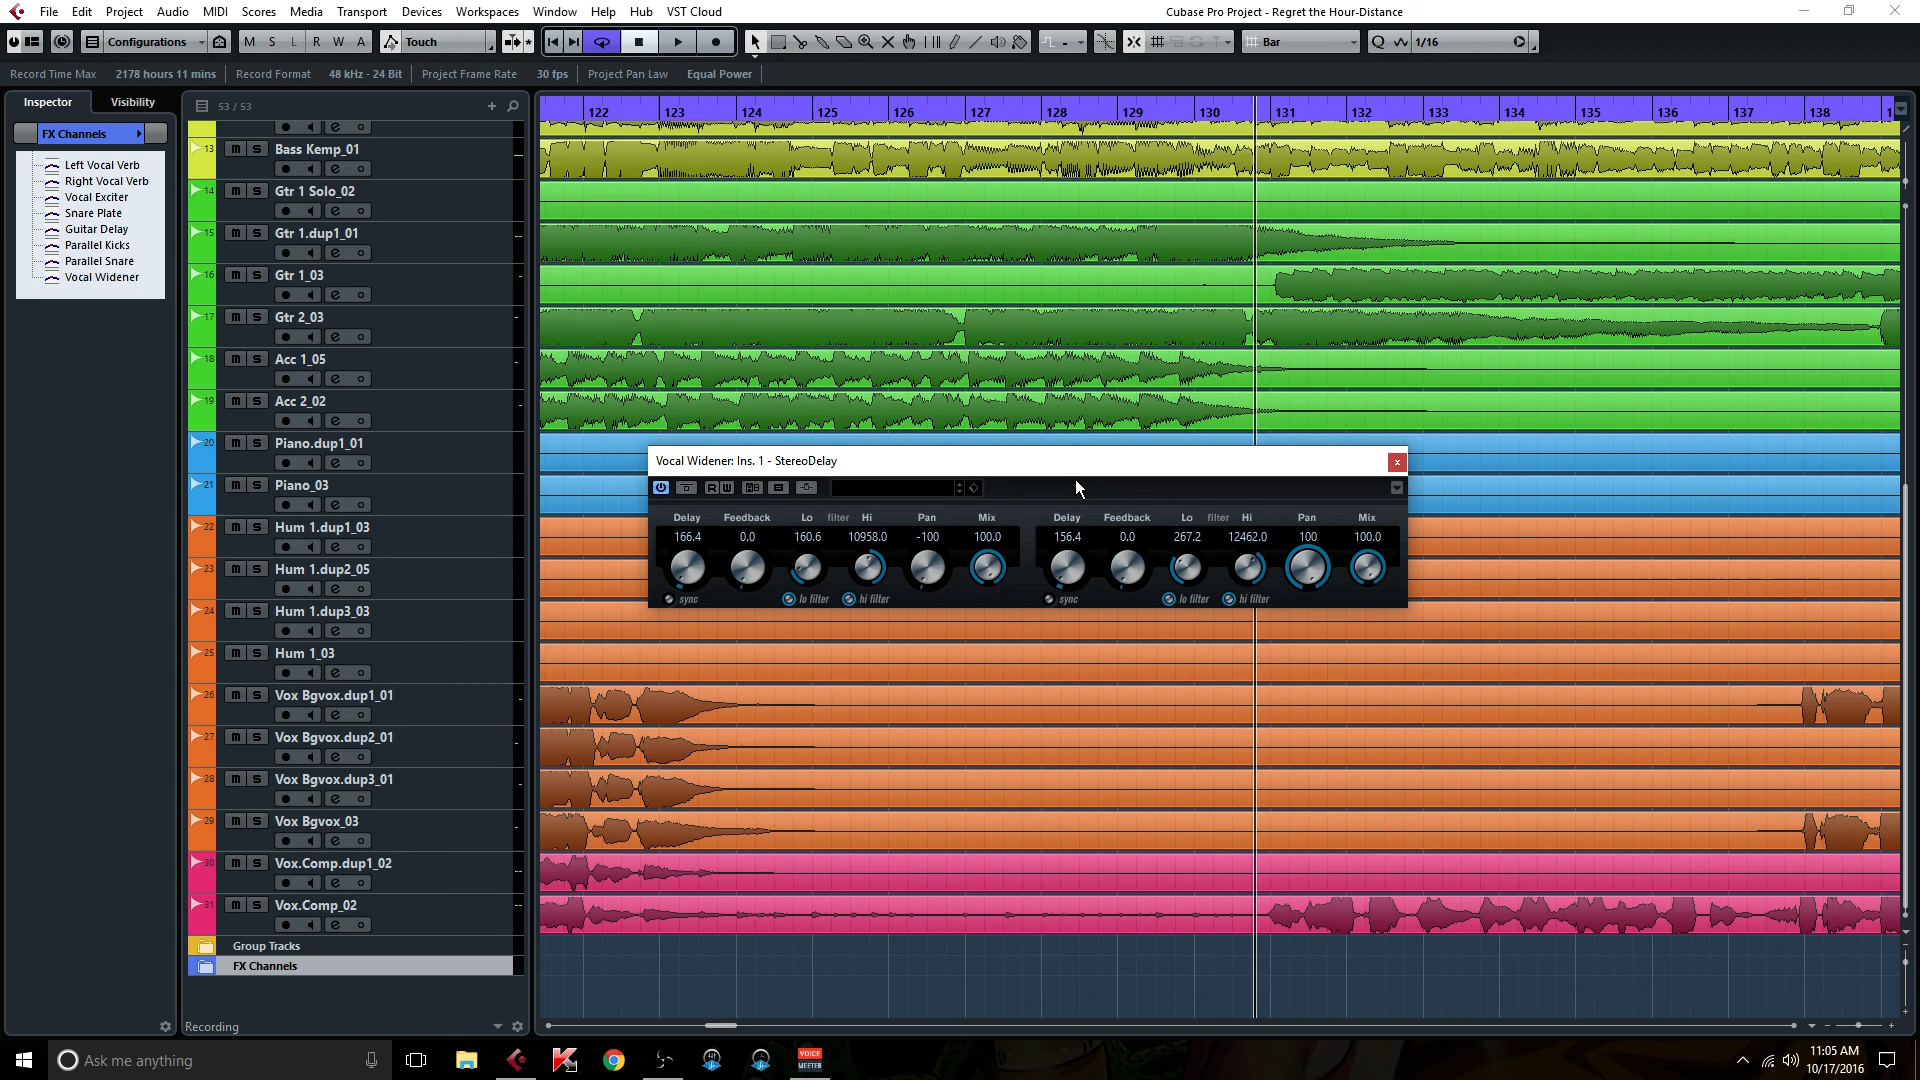 File Edit Project Audio MIDI Scores Media Transport Devices Workspaces Window Help Hub VST Cloud
Cubase Pro Project - Regret the Hour-Distance
Configurations M S L R W A Touch Bar Q 1/16
Record Time Max 2178 hours 11 mins Record Format 48 kHz - 24 Bit Project Frame Rate 30 fps Project Pan Law Equal Power
Inspector Visibility 53 / 53
122 123 124 125 126 127 128 129 130 131 132 133 134 135 136 137 138
FX Channels
Left Vocal Verb
Right Vocal Verb
Vocal Exciter
Snare Plate
Guitar Delay
Parallel Kicks
Parallel Snare
Vocal Widener
13 m S Bass Kemp_01
14 m S Gtr 1 Solo_02
15 m S Gtr 1.dup1_01
16 m S Gtr 1_03
17 m S Gtr 2_03
18 m S Acc 1_05
19 m S Acc 2_02
20 m S Piano.dup1_01
21 m S Piano_03
22 m S Hum 1.dup1_03
23 m S Hum 1.dup2_05
24 m S Hum 1.dup3_03
25 m S Hum 1_03
26 m S Vox Bgvox.dup1_01
27 m S Vox Bgvox.dup2_01
28 m S Vox Bgvox.dup3_01
29 m S Vox Bgvox_03
30 m S Vox.Comp.dup1_02
31 m S Vox.Comp_02
Group Tracks
FX Channels
Recording
Vocal Widener: Ins. 1 - StereoDelay
R W
Delay Feedback Lo filter Hi Pan Mix Delay Feedback Lo filter Hi Pan Mix
166.4 0.0 160.6 10958.0 -100 100.0 156.4 0.0 267.2 12462.0 100 100.0
sync lo filter hi filter sync lo filter hi filter
Ask me anything
VOICE
MEETER
11:05 AM
10/17/2016